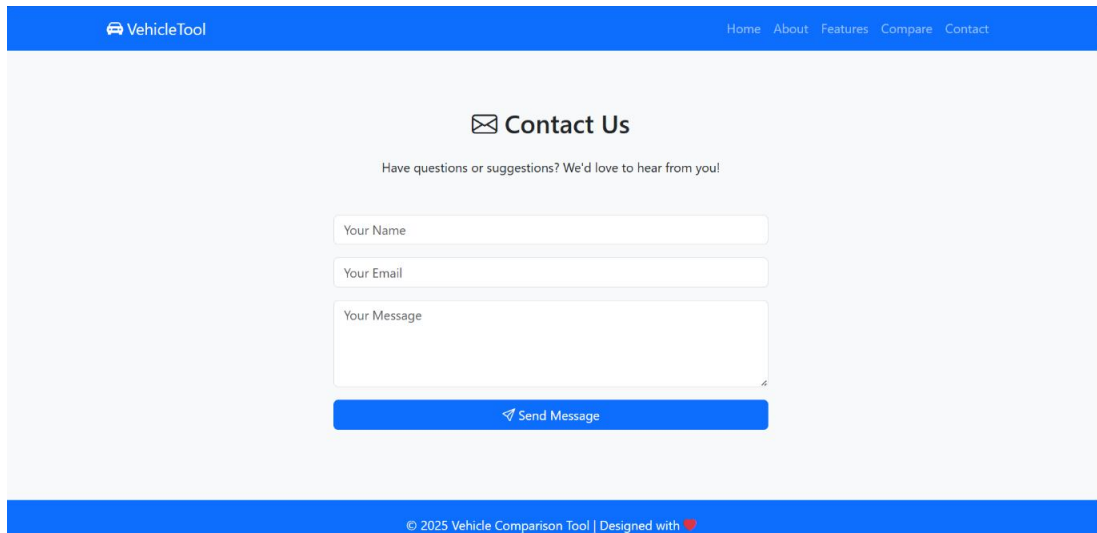 VehicleTool
Home About Features Compare Contact
Contact Us
Have questions or suggestions? We'd love to hear from you!
Your Name
Your Email
Your Message
Send Message
© 2025 Vehicle Comparison Tool | Designed with ❤️